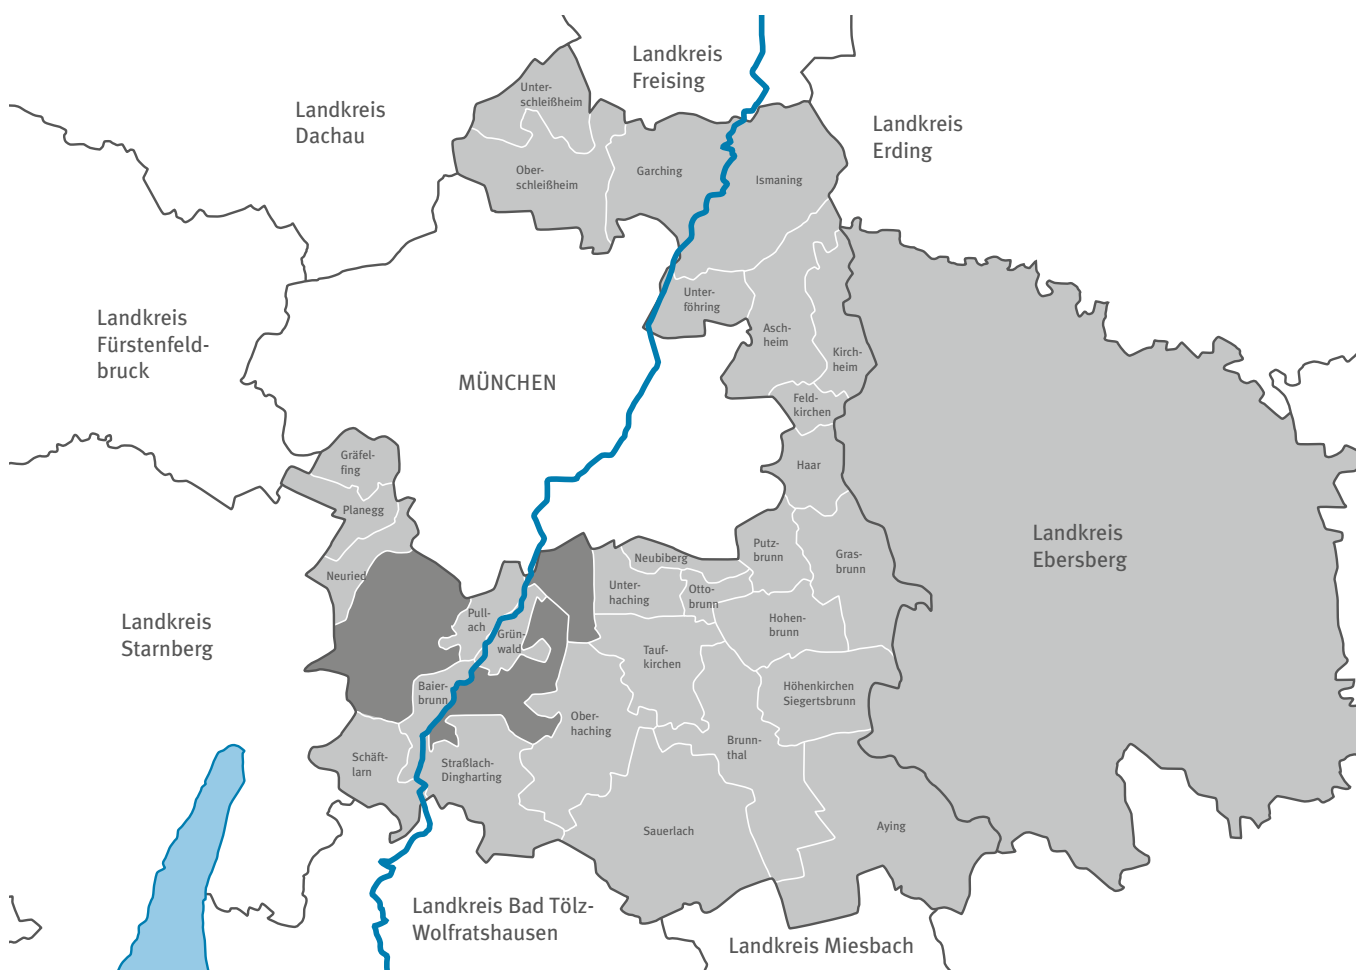 Landkreis
Freising
Landkreis
Dachau
Landkreis
Erding
Unter-
schleißheim
Ober-
schleißheim
Garching
Ismaning
Landkreis
Fürstenfeld-
bruck
MÜNCHEN
Unter-
föhring
Asch-
heim
Kirch-
heim
Feld-
kirchen
Haar
Gräfel-
fing
Planegg
Neuried
Landkreis
Starnberg
Landkreis
Ebersberg
Putz-
brunn
Gras-
brunn
Neubiberg
Unter-
haching
Otto-
brunn
Hohen-
brunn
Pull-
ach
Grün-
wald
Tauf-
kirchen
Baier-
brunn
Höhenkirchen
Siegertsbrunn
Ober-
haching
Brunn-
thal
Schäft-
larn
Straßlach-
Dingharting
Sauerlach
Aying
Landkreis Bad Tölz-
Wolfratshausen
Landkreis Miesbach